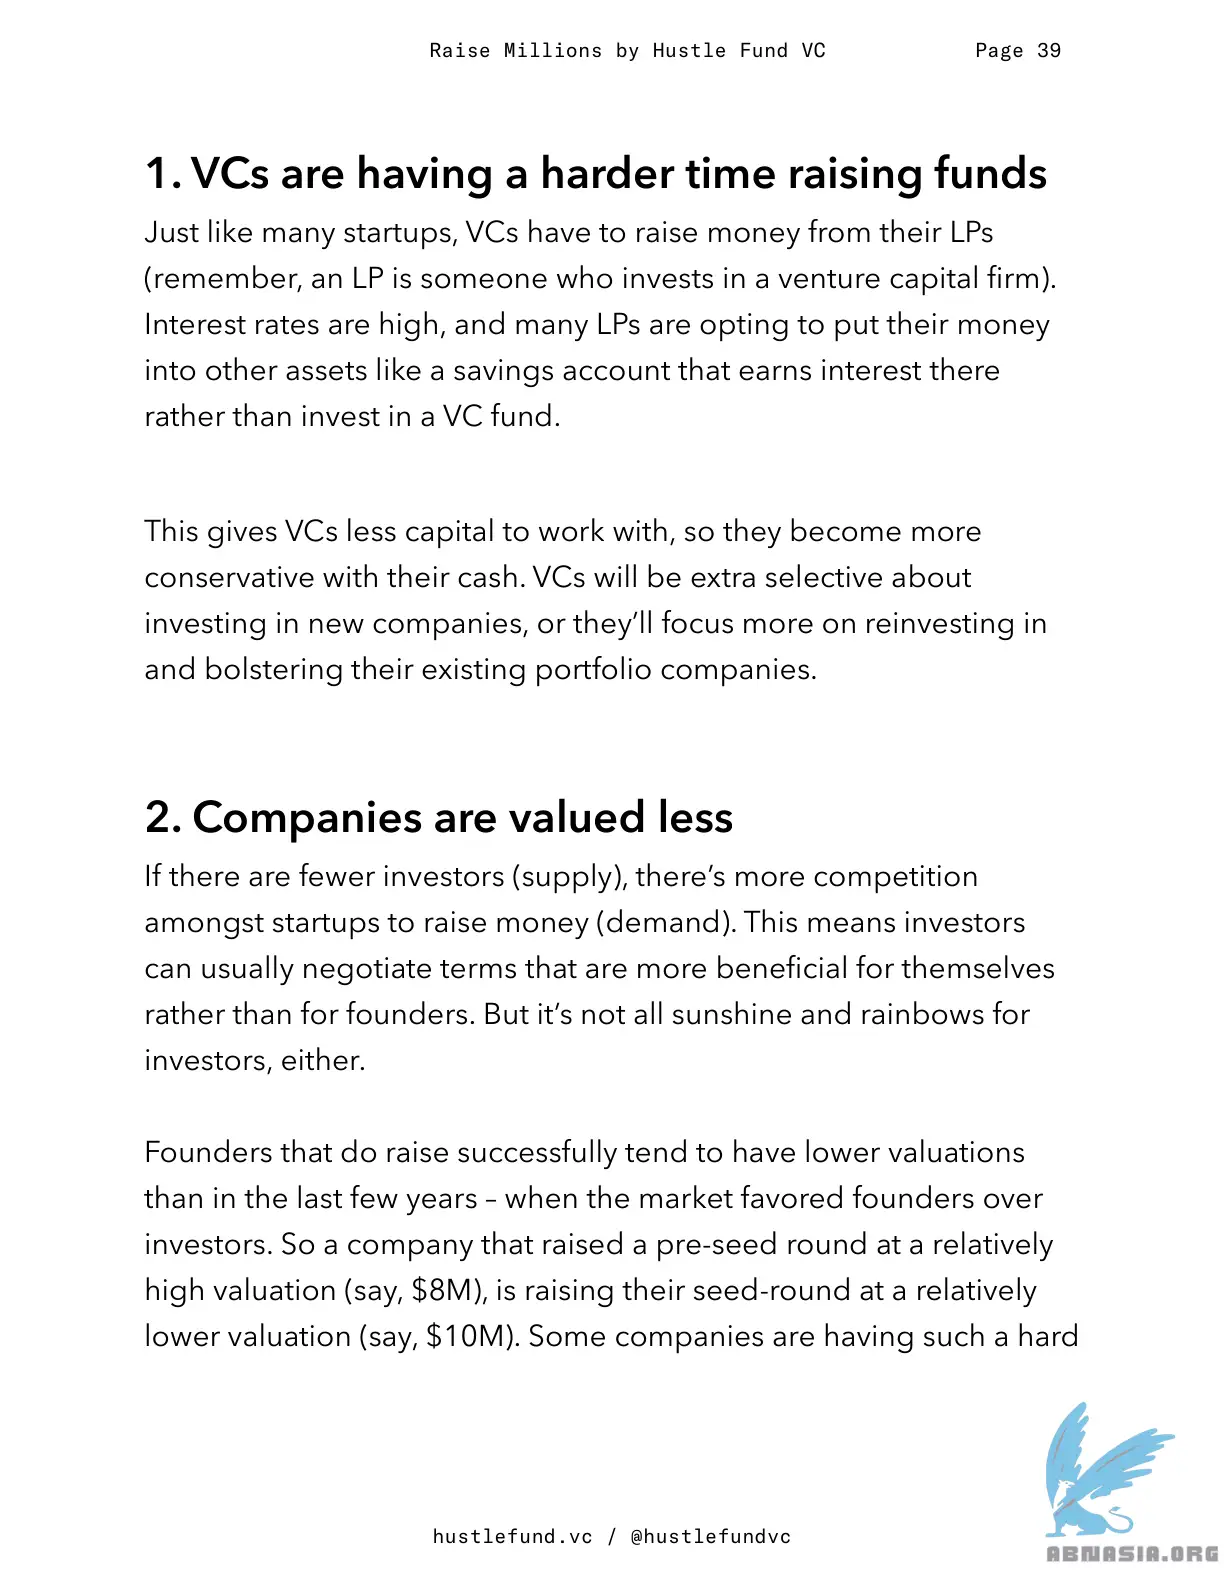 Raise Millions by Hustle Fund VC Page 39
1. VCs are having a harder time raising funds
Just like many startups, VCs have to raise money from their LPs
(remember, an LP is someone who invests in a venture capital firm).
Interest rates are high, and many LPs are opting to put their money
into other assets like a savings account that earns interest there
rather than invest in a VC fund.
This gives VCs less capital to work with, so they become more
conservative with their cash. VCs will be extra selective about
investing in new companies, or they’ll focus more on reinvesting in
and bolstering their existing portfolio companies.
2. Companies are valued less
If there are fewer investors (supply), there’s more competition
amongst startups to raise money (demand). This means investors
can usually negotiate terms that are more beneficial for themselves
rather than for founders. But it’s not all sunshine and rainbows for
investors, either.
Founders that do raise successfully tend to have lower valuations
than in the last few years – when the market favored founders over
investors. So a company that raised a pre-seed round at a relatively
high valuation (say, $8M), is raising their seed-round at a relatively
lower valuation (say, $10M). Some companies are having such a hard
hustlefund.vc / @hustlefundvc
ABNASIA.ORG